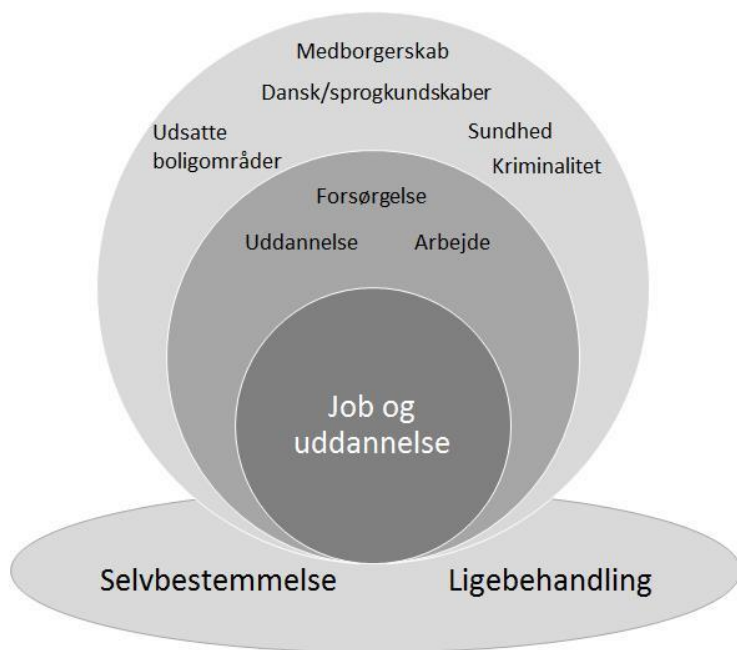 Medborgerskab
Dansk/sprogkundskaber
Udsatte
boligområder
Sundhed
Kriminalitet
Forsørgelse
Uddannelse
Arbejde
Job og
uddannelse
Selvbestemmelse
Ligebehandling